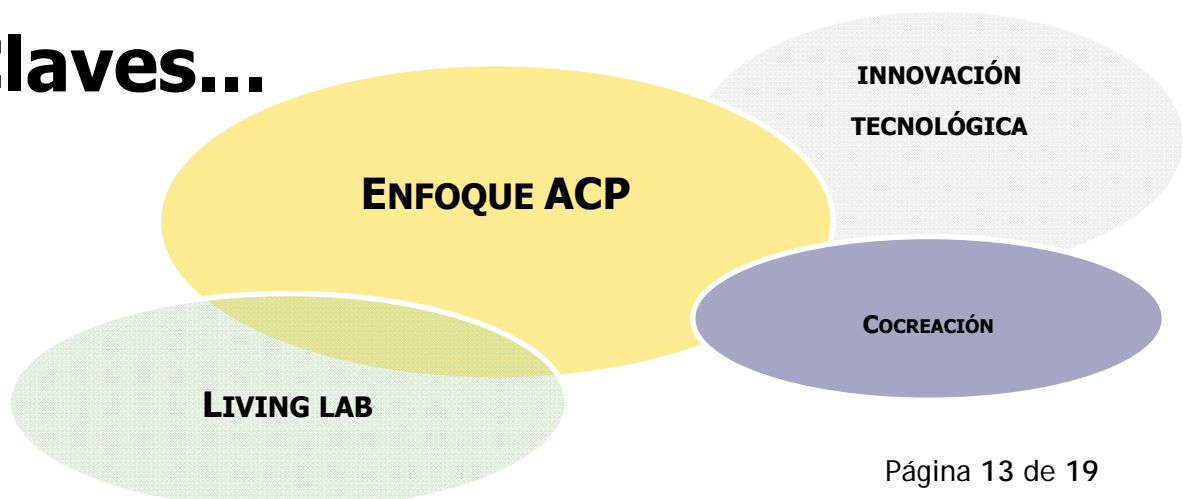 Claves...
INNOVACIÓN
TECNOLÓGICA
ENFOQUE ACP
COCREACIÓN
LIVING LAB
Página 13 de 19